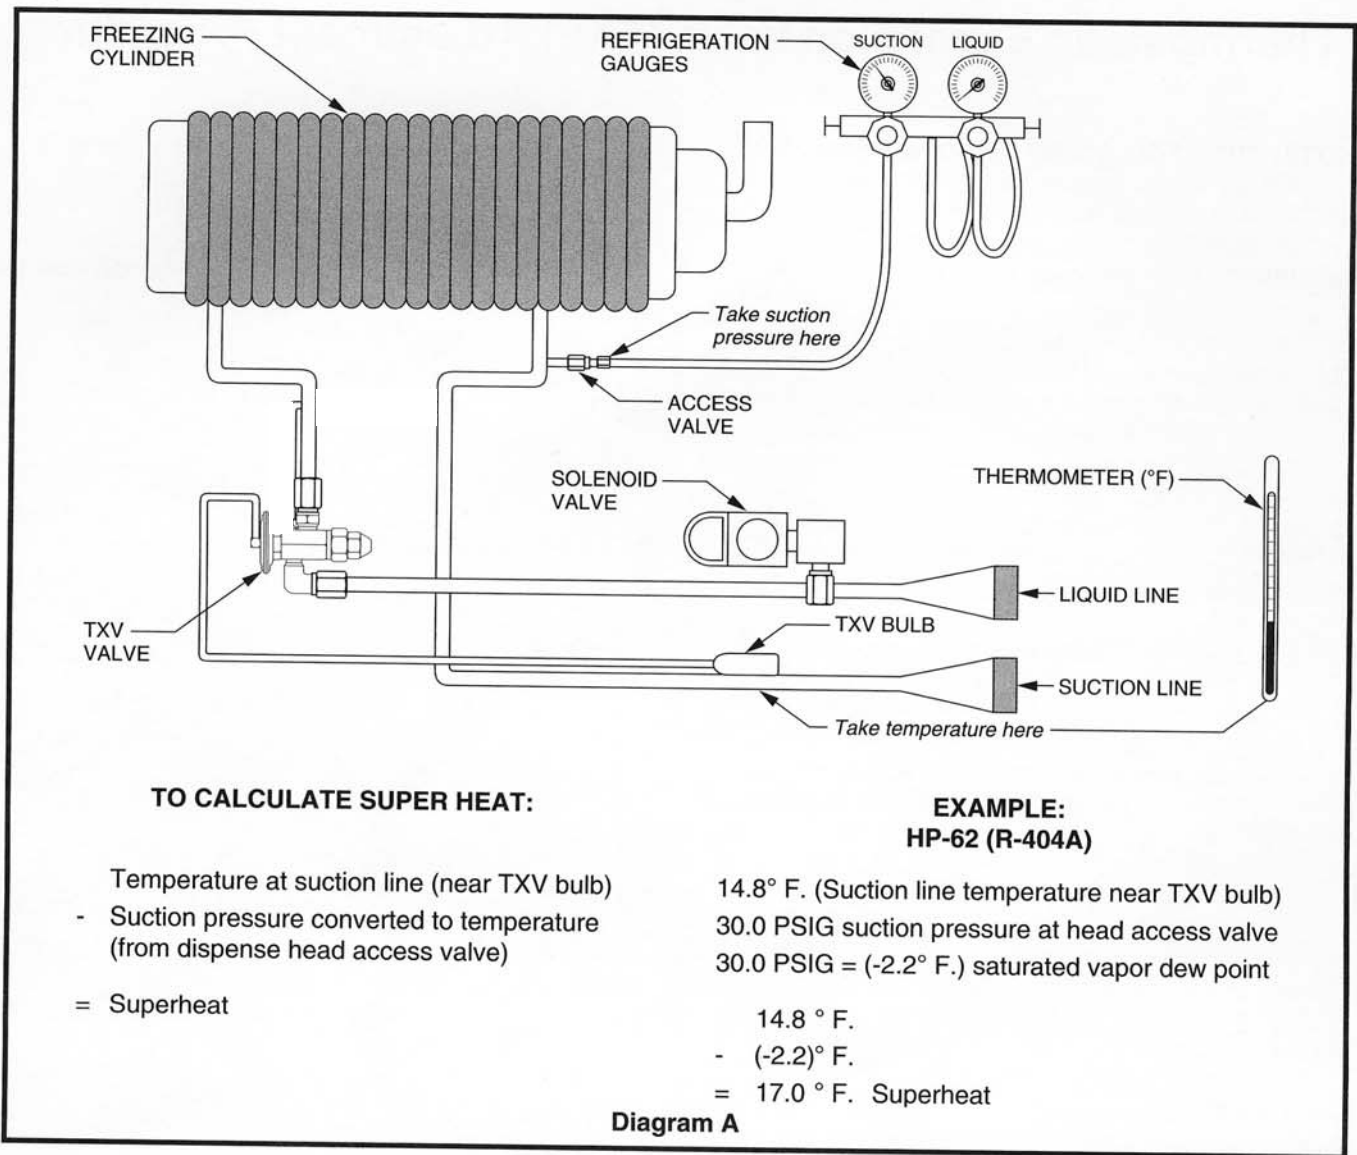 FREEZING
CYLINDER
REFRIGERATION
GAUGES
SUCTION
LIQUID
Take suction
pressure here
ACCESS
VALVE
SOLENOID
VALVE
THERMOMETER (°F)
LIQUID LINE
TXV
VALVE
TXV BULB
SUCTION LINE
Take temperature here
TO CALCULATE SUPER HEAT:
Temperature at suction line (near TXV bulb)
- Suction pressure converted to temperature
(from dispense head access valve)
= Superheat
EXAMPLE:
HP-62 (R-404A)
14.8° F. (Suction line temperature near TXV bulb)
30.0 PSIG suction pressure at head access valve
30.0 PSIG = (-2.2° F.) saturated vapor dew point
14.8 ° F.
- (-2.2)° F.
= 17.0 ° F. Superheat
Diagram A